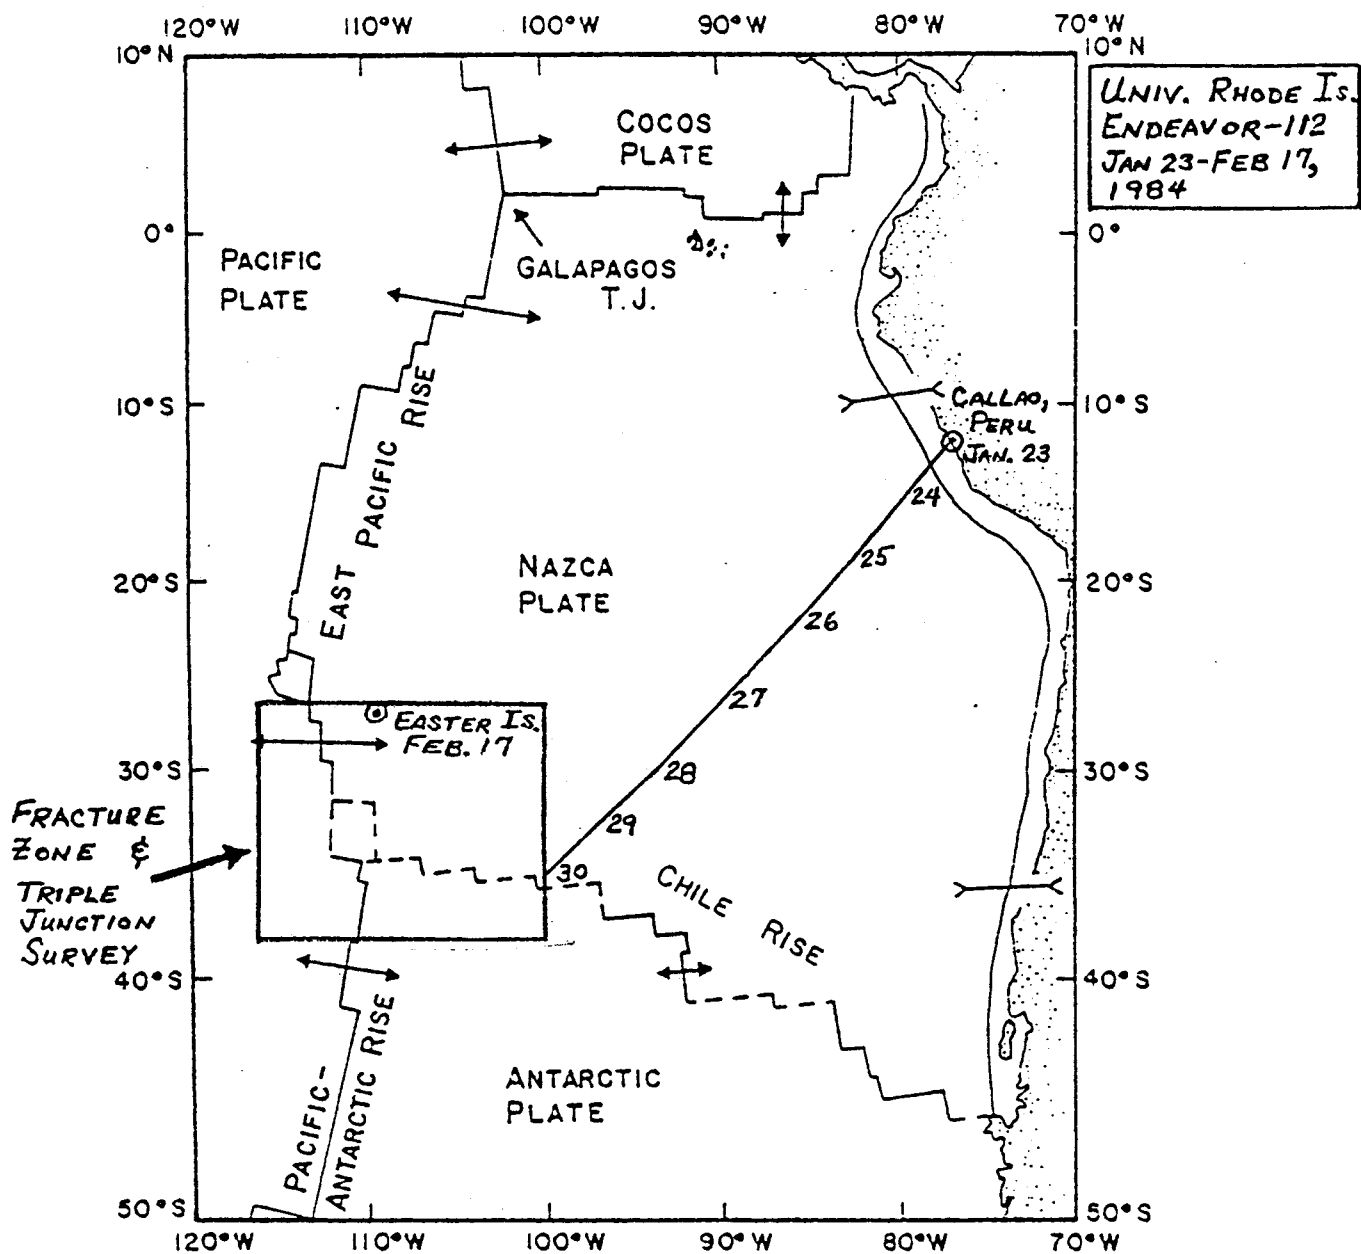 120°W 110°W 100°W 90°W 80°W 70°W
10°N
10°N
UNIV. RHODE IS.
ENDEAVOR-112
JAN 23-FEB 17,
1984
COCOS
PLATE
0°
0°
PACIFIC
PLATE
GALAPAGOS
T.J.
EAST PACIFIC RISE
10°S
10°S
CALLAO,
PERU
JAN. 23
24
25
26
27
28
29
30
NAZCA
PLATE
20°S
20°S
EASTER IS.
FEB. 17
30°S
30°S
FRACTURE
ZONE &
TRIPLE
JUNCTION
SURVEY
CHILE RISE
40°S
40°S
PACIFIC-
ANTARCTIC RISE
ANTARCTIC
PLATE
50°S
50°S
120°W 110°W 100°W 90°W 80°W 70°W